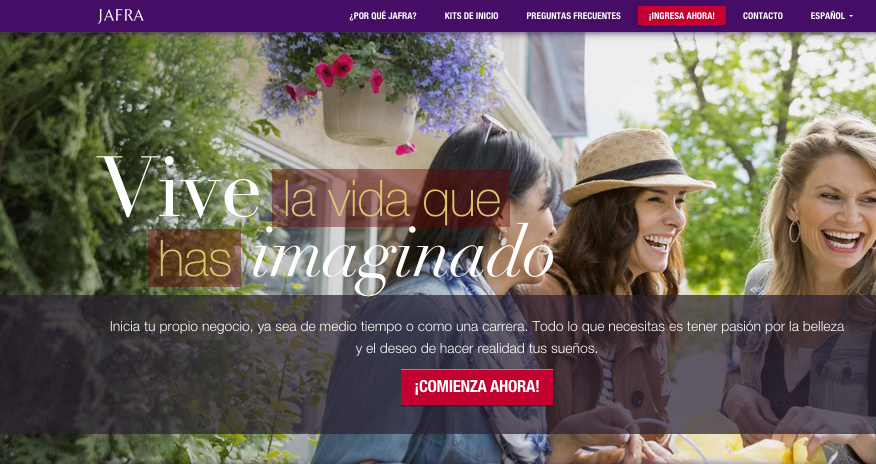 JAFRA
¿POR QUÉ JAFRA? KITS DE INICIO PREGUNTAS FRECUENTES ¡INGRESA AHORA! CONTACTO ESPAÑOL
Vive la vida que
has imaginado
Inicia tu propio negocio, ya sea de medio tiempo o como una carrera. Todo lo que necesitas es tener pasión por la belleza
y el deseo de hacer realidad tus sueños.
¡COMIENZA AHORA!